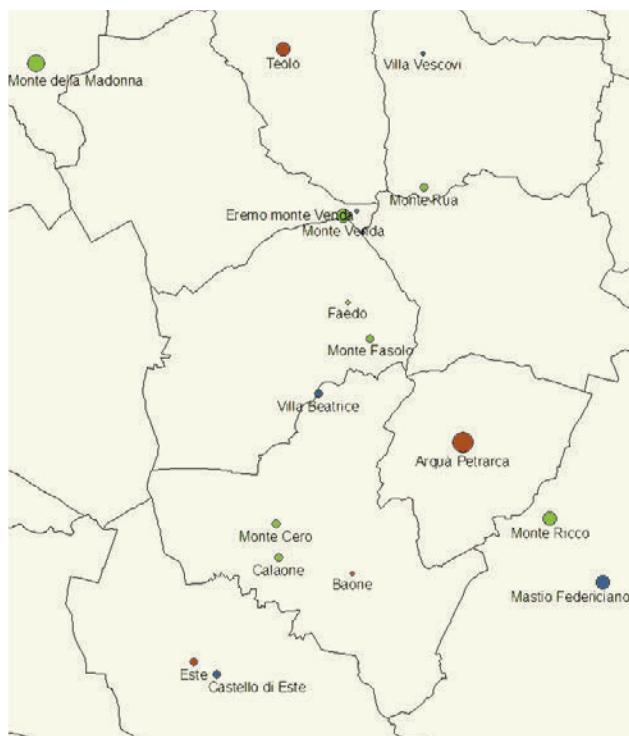 Teolo
Villa Vescovi
Monte della Madonna
Monte Rua
Eremo monte Venda
Monte Venda
Faedo
Monte Fasolo
Villa Beatrice
Arquà Petrarca
Monte Cero
Monte Ricco
Calaone
Baone
Mastio Federiciano
Este
Castello di Este